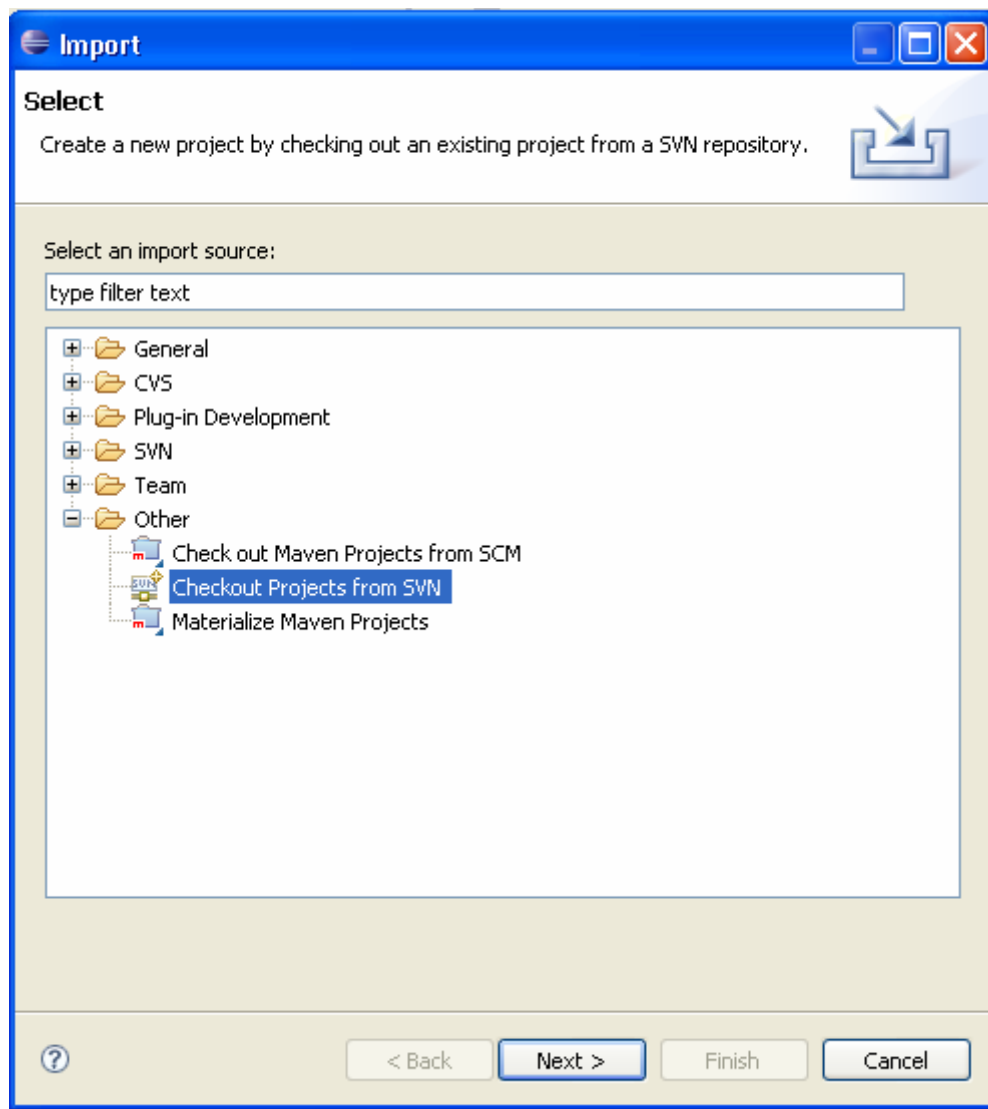 Import
Select
Create a new project by checking out an existing project from a SVN repository.
Select an import source:
type filter text
General
CVS
Plug-in Development
SVN
Team
Other
Check out Maven Projects from SCM
Checkout Projects from SVN
Materialize Maven Projects
< Back Next > Finish Cancel